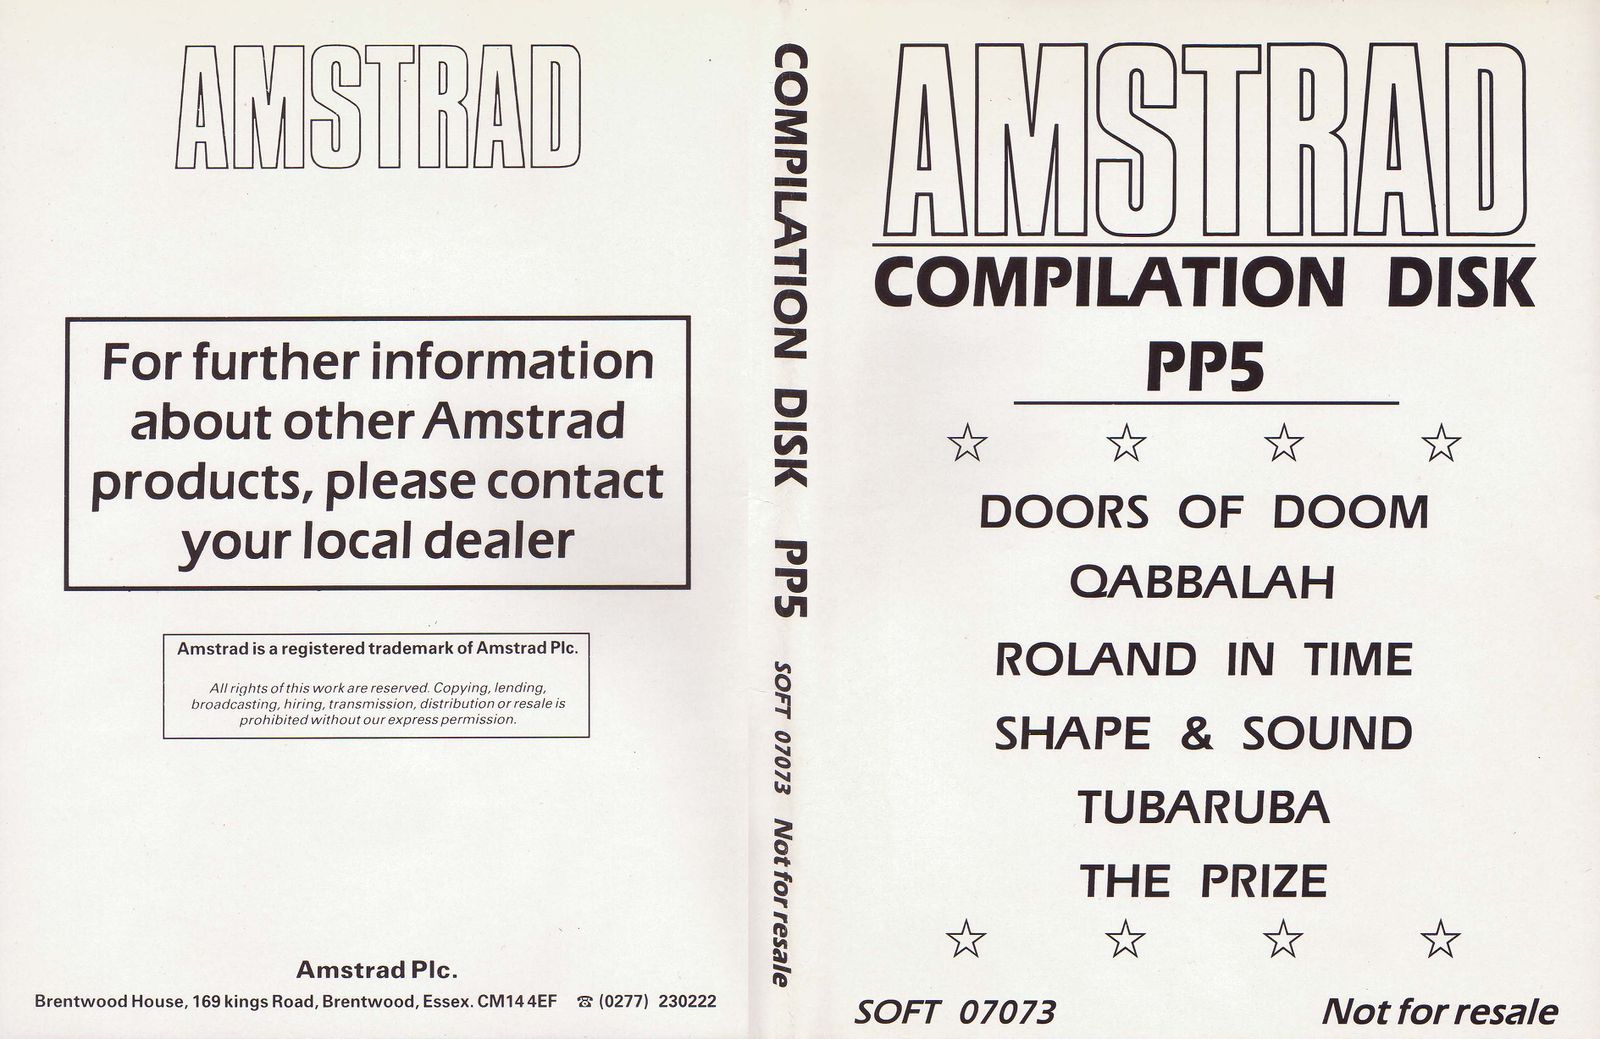 AMSTRAD
For further information
about other Amstrad
products, please contact
your local dealer
Amstrad is a registered trademark of Amstrad Plc.
All rights of this work are reserved. Copying, lending,
broadcasting, hiring, transmission, distribution or resale is
prohibited without our express permission.
Amstrad Plc.
Brentwood House, 169 kings Road, Brentwood, Essex. CM14 4EF ☎ (0277) 230222
COMPILATION DISK PP5 SOFT 07073 Not for resale
AMSTRAD
COMPILATION DISK
PP5
DOORS OF DOOM
QABBALAH
ROLAND IN TIME
SHAPE & SOUND
TUBARUBA
THE PRIZE
SOFT 07073 Not for resale